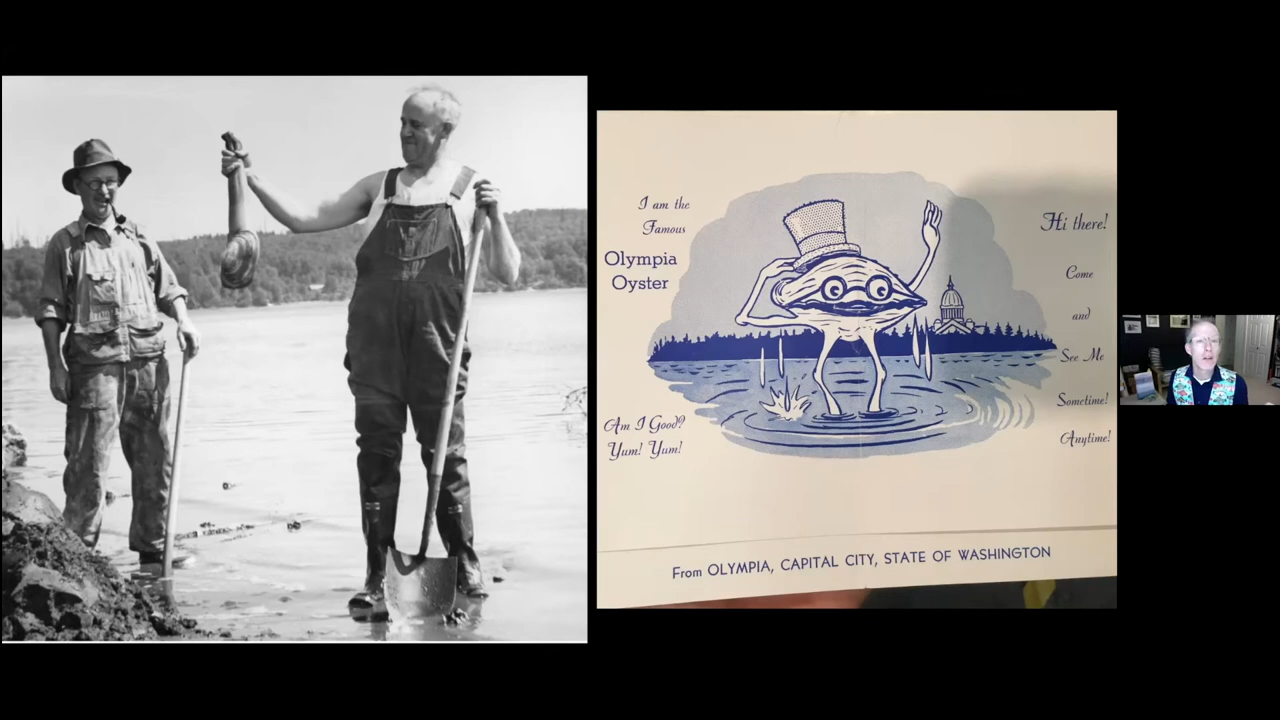 I am the
Famous
Olympia
Oyster
Am I Good?
Yum! Yum!
Hi there!
Come
and
See Me
Sometime!
Anytime!
From OLYMPIA, CAPITAL CITY, STATE OF WASHINGTON